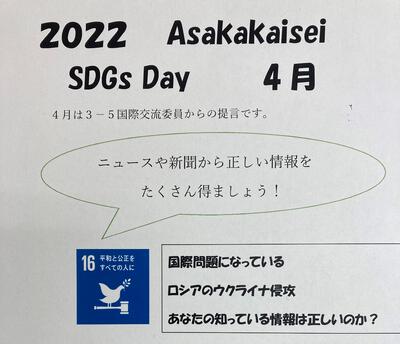 2022 Asakakaisei
SDGs Day 4月
４月は３－５国際交流委員からの提言です。
ニュースや新聞から正しい情報を
たくさん得ましょう！
16 平和と公正を
すべての人に
国際問題になっている
ロシアのウクライナ侵攻
あなたの知っている情報は正しいのか？